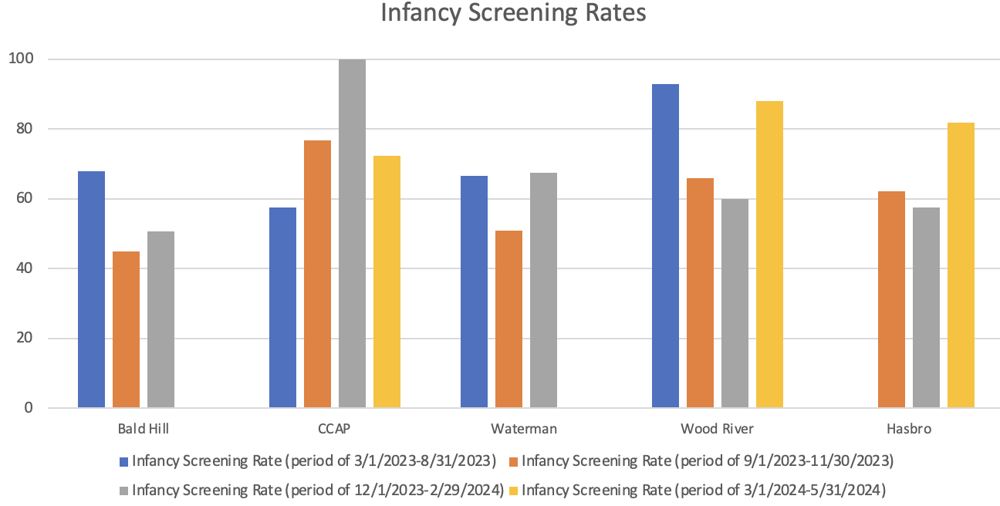 Infancy Screening Rates
100
80
60
40
20
0
Bald Hill CCAP Waterman Wood River Hasbro
Infancy Screening Rate (period of 3/1/2023-8/31/2023) Infancy Screening Rate (period of 9/1/2023-11/30/2023)
Infancy Screening Rate (period of 12/1/2023-2/29/2024) Infancy Screening Rate (period of 3/1/2024-5/31/2024)